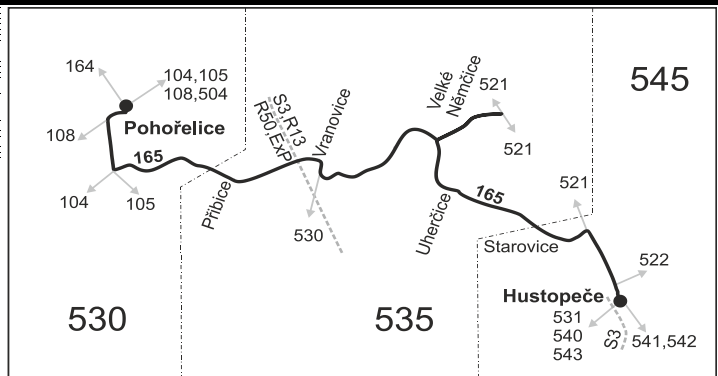 164
104,105
108,504
108
Pohořelice
165
104
105
Přibice
S3,R13
R50,ExP
Vranovice
530
Velké
Němčice
521
521
545
Uherčice
165
521
Starovice
522
Hustopeče
531
540
543
S3
541,542
530
535